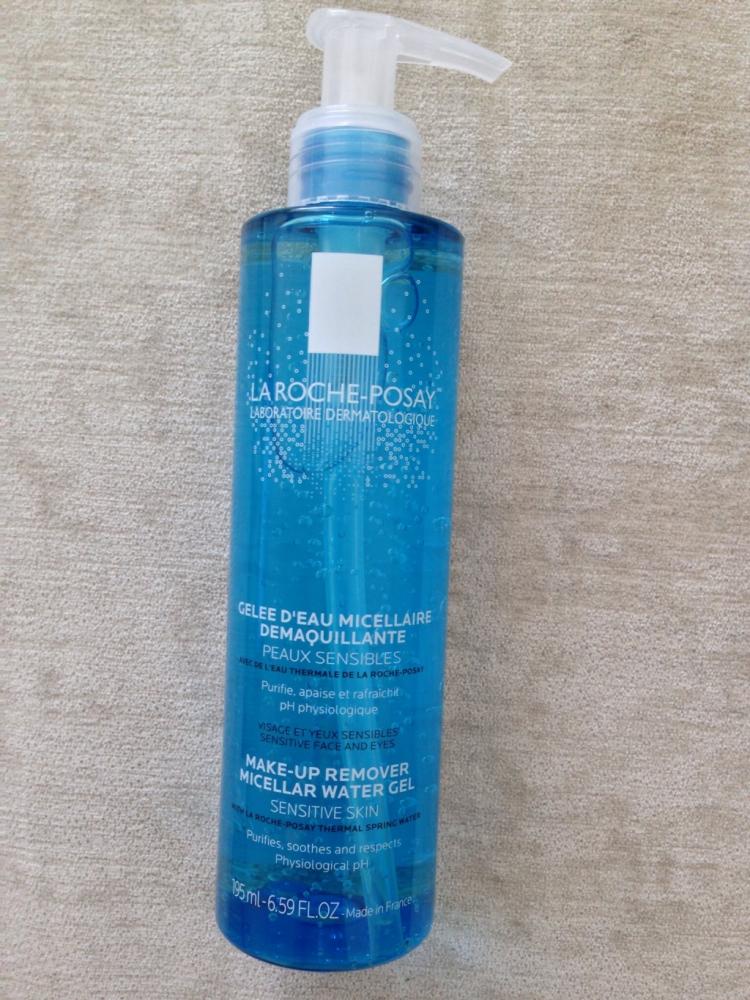 LA ROCHE-POSAY
LABORATOIRE DERMATOLOGIQUE
GELEE D'EAU MICELLAIRE
DEMAQUILLANTE
PEAUX SENSIBLES
AVEC DE L'EAU THERMALE DE LA ROCHE-POSAY
Purifie, apaise et rafraîchit
pH physiologique
VISAGE ET YEUX SENSIBLES
SENSITIVE FACE AND EYES
MAKE-UP REMOVER
MICELLAR WATER GEL
SENSITIVE SKIN
WITH LA ROCHE-POSAY THERMAL SPRING WATER
Purifies, soothes and respects
Physiological pH
195 ml - 6.59 FL.OZ - Made in France